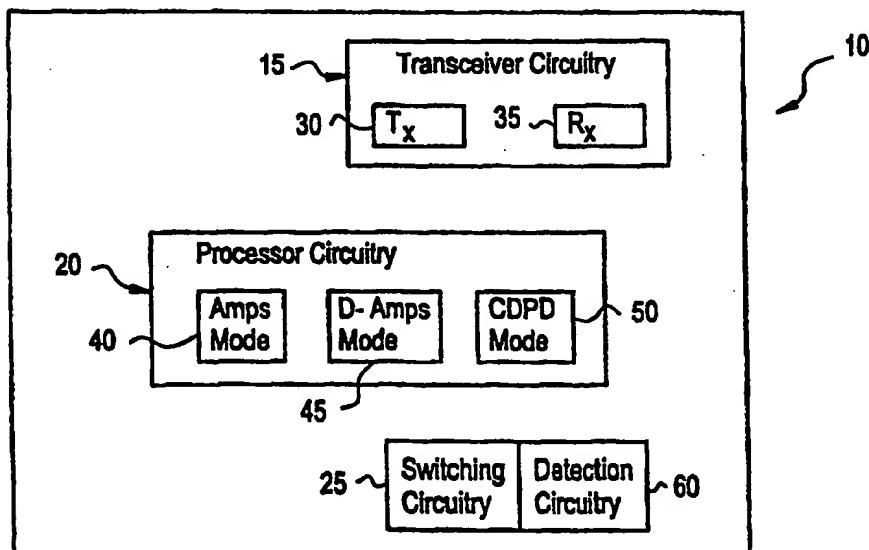 10
15
Transceiver Circuitry
30
Tx
35
Rx
20
Processor Circuitry
Amps
Mode
D- Amps
Mode
CDPD
Mode
40
45
50
25
Switching
Circuitry
Detection
Circuitry
60